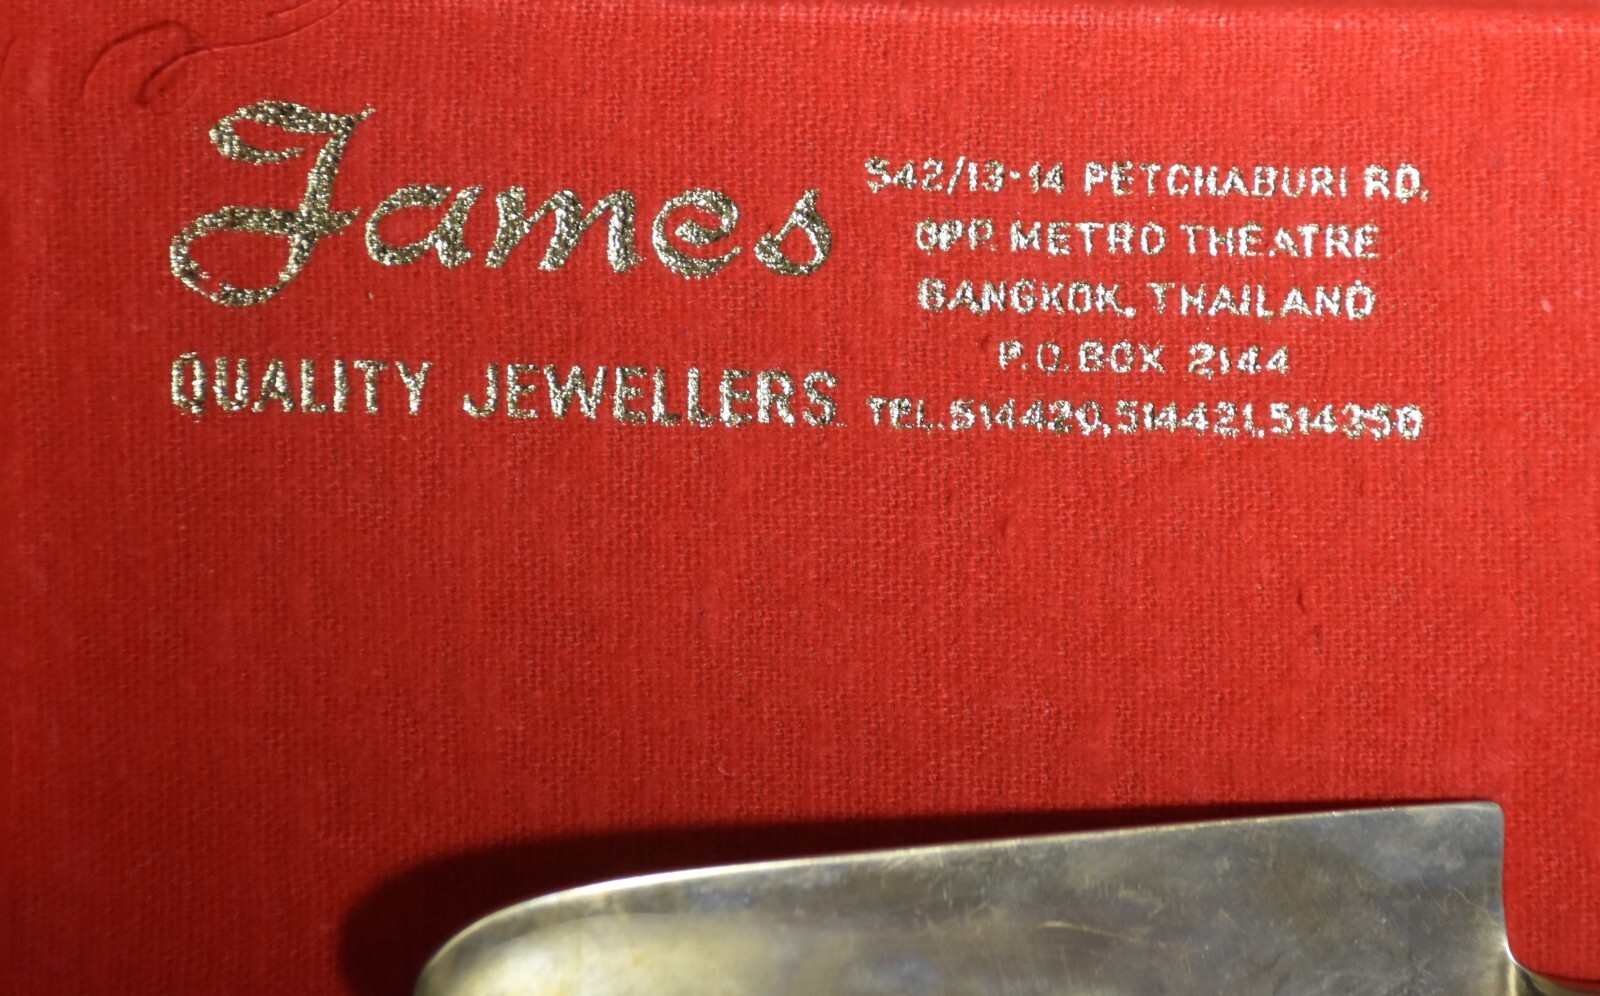 James
QUALITY JEWELLERS
542/13-14 PETCHABURI RD,
OPP. METRO THEATRE
BANGKOK, THAILAND
P.O. BOX 2144
TEL. 514420, 514421, 514350